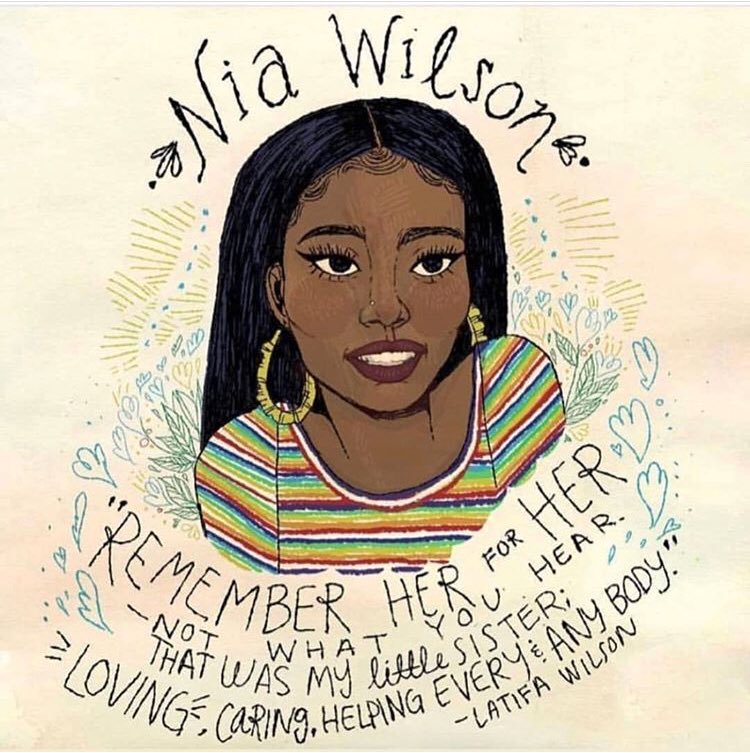 Nia Wilson
"REMEMBER HER FOR HER
-NOT WHAT YOU HEAR.
THAT WAS MY little SISTER;
LOVING, CARING, HELPING EVERY & ANY BODY."
-LATIFA WILSON